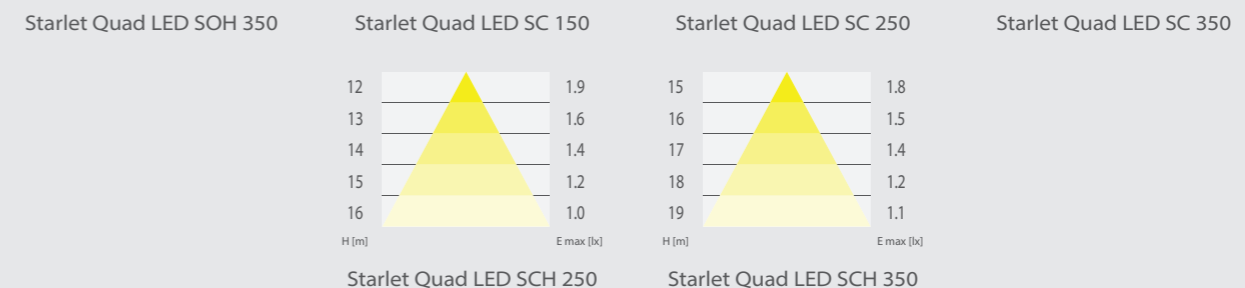 Starlet Quad LED SOH 350 Starlet Quad LED SC 150 Starlet Quad LED SC 250 Starlet Quad LED SC 350
12 1.9 15 1.8
13 1.6 16 1.5
14 1.4 17 1.4
15 1.2 18 1.2
16 1.0 19 1.1
H [m] E max [lx] H [m] E max [lx]
Starlet Quad LED SCH 250 Starlet Quad LED SCH 350